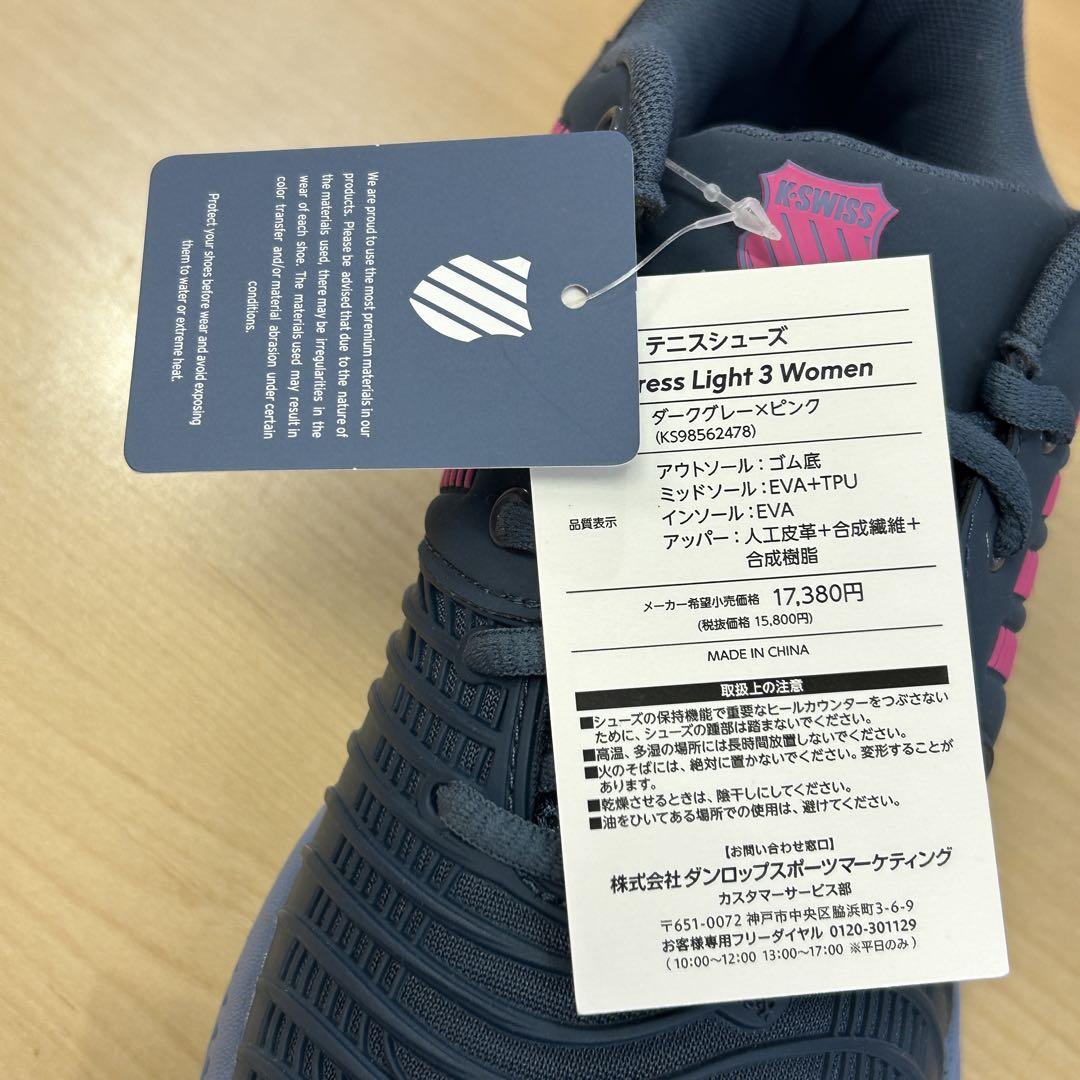 K·SWISS
We are proud to use the most premium materials in our
products. Please be advised that due to the nature of
the materials used, there may be irregularities in the
wear of each shoe. The materials used may result in
color transfer and/or material abrasion under certain
conditions.
Protect your shoes before wear and avoid exposing
them to water or extreme heat.
テニスシューズ
ress Light 3 Women
ダークグレー×ピンク
(KS98562478)
品質表示
アウトソール:ゴム底
ミッドソール:EVA+TPU
インソール:EVA
アッパー:人工皮革+合成繊維+
合成樹脂
メーカー希望小売価格 17,380円
(税抜価格 15,800円)
MADE IN CHINA
取扱上の注意
■シューズの保持機能で重要なヒールカウンターをつぶさない
ために、シューズの踵部は踏まないでください。
■高温、多湿の場所には長時間放置しないでください。
■火のそばには、絶対に置かないでください。変形することが
あります。
■乾燥させるときは、陰干しにしてください。
■油をひいてある場所での使用は、避けてください。
【お問い合わせ窓口】
株式会社ダンロップスポーツマーケティング
カスタマーサービス部
〒651-0072 神戸市中央区脇浜町3-6-9
お客様専用フリーダイヤル 0120-301129
(10:00〜12:00 13:00〜17:00 ※平日のみ)